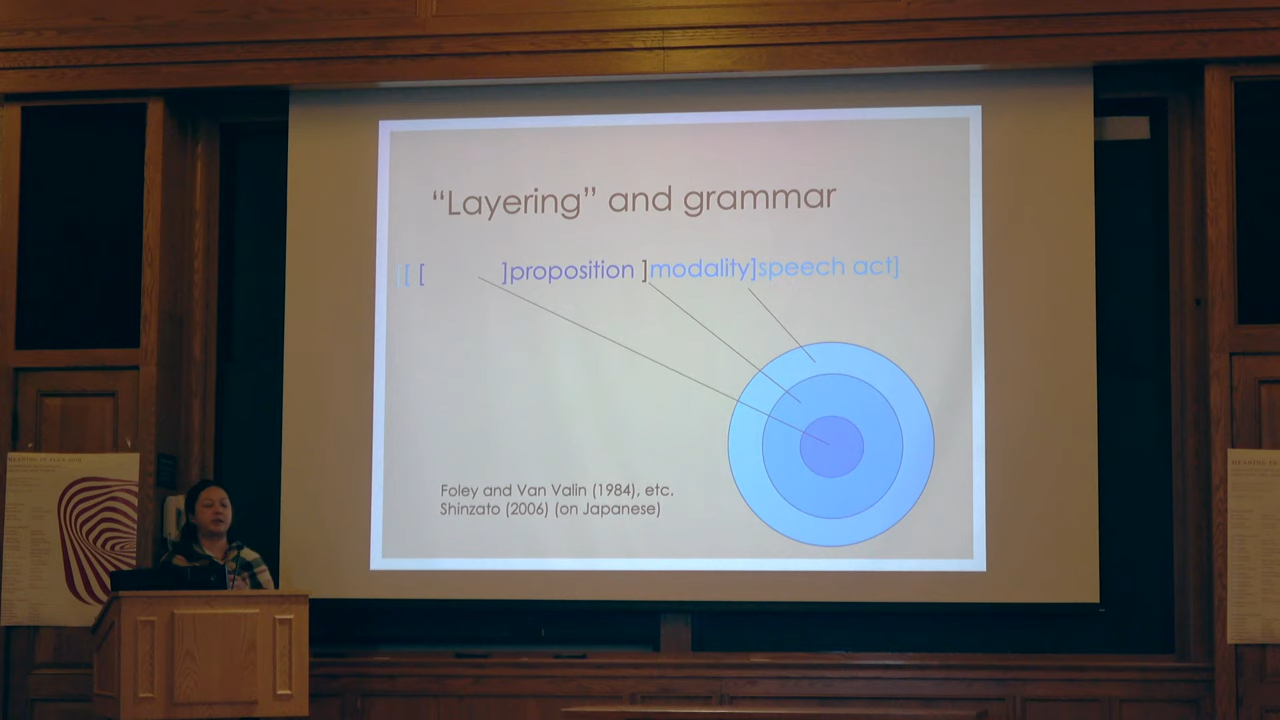 “Layering” and grammar
[[ [ ]proposition ]modality]speech act]
Foley and Van Valin (1984), etc.
Shinzato (2006) (on Japanese)